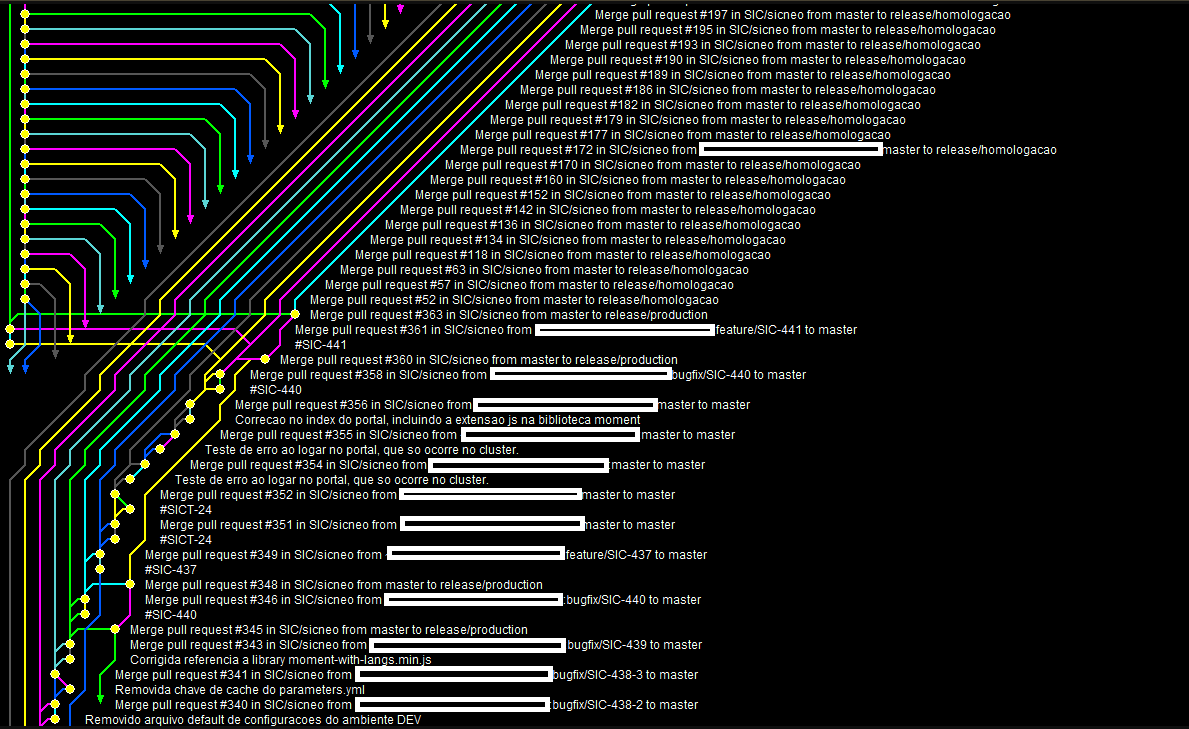 Merge pull request #197 in SIC/sicneo from master to release/homologacao
Merge pull request #195 in SIC/sicneo from master to release/homologacao
Merge pull request #193 in SIC/sicneo from master to release/homologacao
Merge pull request #190 in SIC/sicneo from master to release/homologacao
Merge pull request #189 in SIC/sicneo from master to release/homologacao
Merge pull request #186 in SIC/sicneo from master to release/homologacao
Merge pull request #182 in SIC/sicneo from master to release/homologacao
Merge pull request #179 in SIC/sicneo from master to release/homologacao
Merge pull request #177 in SIC/sicneo from master to release/homologacao
Merge pull request #172 in SIC/sicneo from master to release/homologacao
Merge pull request #170 in SIC/sicneo from master to release/homologacao
Merge pull request #160 in SIC/sicneo from master to release/homologacao
Merge pull request #152 in SIC/sicneo from master to release/homologacao
Merge pull request #142 in SIC/sicneo from master to release/homologacao
Merge pull request #136 in SIC/sicneo from master to release/homologacao
Merge pull request #134 in SIC/sicneo from master to release/homologacao
Merge pull request #118 in SIC/sicneo from master to release/homologacao
Merge pull request #63 in SIC/sicneo from master to release/homologacao
Merge pull request #57 in SIC/sicneo from master to release/homologacao
Merge pull request #52 in SIC/sicneo from master to release/homologacao
Merge pull request #363 in SIC/sicneo from master to release/production
Merge pull request #361 in SIC/sicneo from feature/SIC-441 to master
#SIC-441
Merge pull request #360 in SIC/sicneo from master to release/production
Merge pull request #358 in SIC/sicneo from bugfix/SIC-440 to master
#SIC-440
Merge pull request #356 in SIC/sicneo from master to master
Correcao no index do portal, incluindo a extensao js na biblioteca moment
Merge pull request #355 in SIC/sicneo from master to master
Teste de erro ao logar no portal, que so ocorre no cluster.
Merge pull request #354 in SIC/sicneo from master to master
Teste de erro ao logar no portal, que so ocorre no cluster.
Merge pull request #352 in SIC/sicneo from master to master
#SICT-24
Merge pull request #351 in SIC/sicneo from master to master
#SICT-24
Merge pull request #349 in SIC/sicneo from feature/SIC-437 to master
#SIC-437
Merge pull request #348 in SIC/sicneo from master to release/production
Merge pull request #346 in SIC/sicneo from :bugfix/SIC-440 to master
#SIC-440
Merge pull request #345 in SIC/sicneo from master to release/production
Merge pull request #343 in SIC/sicneo from bugfix/SIC-439 to master
Corrigida referencia a library moment-with-langs.min.js
Merge pull request #341 in SIC/sicneo from bugfix/SIC-438-3 to master
Removida chave de cache do parameters.yml
Merge pull request #340 in SIC/sicneo from :bugfix/SIC-438-2 to master
Removido arquivo default de configuracoes do ambiente DEV